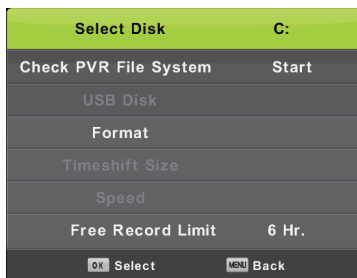 Select Disk C:
Check PVR File System Start
USB Disk
Format
Timeshift Size
Speed
Free Record Limit 6 Hr.
OK Select MENU Back